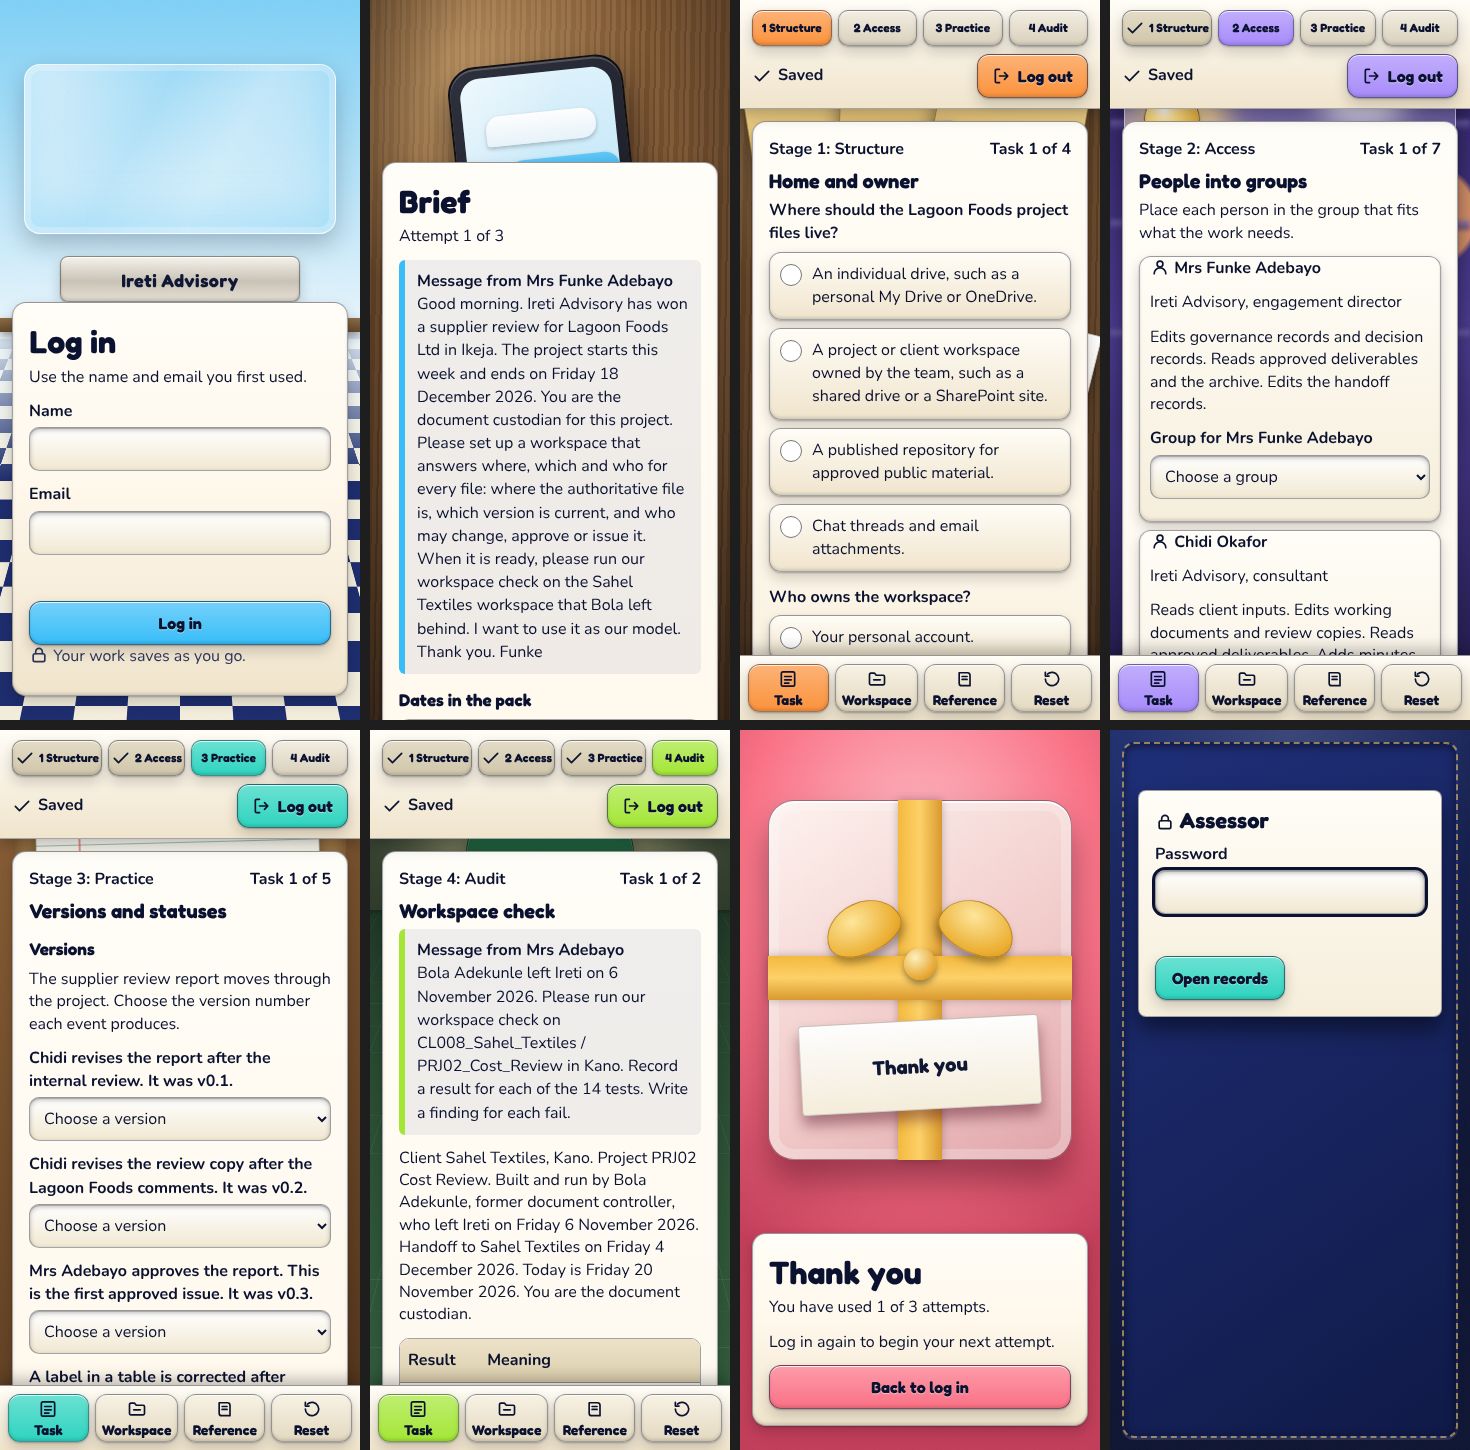 Ireti Advisory
Log in
Use the name and email you first used.
Name
Email
Log in
Your work saves as you go.
Brief
Attempt 1 of 3
Message from Mrs Funke Adebayo
Good morning. Ireti Advisory has won
a supplier review for Lagoon Foods
Ltd in Ikeja. The project starts this
week and ends on Friday 18
December 2026. You are the
document custodian for this project.
Please set up a workspace that
answers where, which and who for
every file: where the authoritative file
is, which version is current, and who
may change, approve or issue it.
When it is ready, please run our
workspace check on the Sahel
Textiles workspace that Bola left
behind. I want to use it as our model.
Thank you. Funke
Dates in the pack
1 Structure
2 Access
3 Practice
4 Audit
Saved
Log out
Stage 1: Structure
Task 1 of 4
Home and owner
Where should the Lagoon Foods project
files live?
An individual drive, such as a
personal My Drive or OneDrive.
A project or client workspace
owned by the team, such as a
shared drive or a SharePoint site.
A published repository for
approved public material.
Chat threads and email
attachments.
Who owns the workspace?
Your personal account.
Task
Workspace
Reference
Reset
1 Structure
2 Access
3 Practice
4 Audit
Saved
Log out
Stage 2: Access
Task 1 of 7
People into groups
Place each person in the group that fits
what the work needs.
Mrs Funke Adebayo
Ireti Advisory, engagement director
Edits governance records and decision
records. Reads approved deliverables
and the archive. Edits the handoff
records.
Group for Mrs Funke Adebayo
Choose a group
Chidi Okafor
Ireti Advisory, consultant
Reads client inputs. Edits working
documents and review copies. Reads
approved deliverables. Adds minutes
Task
Workspace
Reference
Reset
1 Structure
2 Access
3 Practice
4 Audit
Saved
Log out
Stage 3: Practice
Task 1 of 5
Versions and statuses
Versions
The supplier review report moves through
the project. Choose the version number
each event produces.
Chidi revises the report after the
internal review. It was v0.1.
Choose a version
Chidi revises the review copy after the
Lagoon Foods comments. It was v0.2.
Choose a version
Mrs Adebayo approves the report. This
is the first approved issue. It was v0.3.
Choose a version
A label in a table is corrected after
Task
Workspace
Reference
Reset
1 Structure
2 Access
3 Practice
4 Audit
Saved
Log out
Stage 4: Audit
Task 1 of 2
Workspace check
Message from Mrs Adebayo
Bola Adekunle left Ireti on 6
November 2026. Please run our
workspace check on
CL008_Sahel_Textiles /
PRJ02_Cost_Review in Kano. Record
a result for each of the 14 tests. Write
a finding for each fail.
Client Sahel Textiles, Kano. Project PRJ02
Cost Review. Built and run by Bola
Adekunle, former document controller,
who left Ireti on Friday 6 November 2026.
Handoff to Sahel Textiles on Friday 4
December 2026. Today is Friday 20
November 2026. You are the document
custodian.
Result
Meaning
Task
Workspace
Reference
Reset
Thank you
Thank you
You have used 1 of 3 attempts.
Log in again to begin your next attempt.
Back to log in
Assessor
Password
Open records